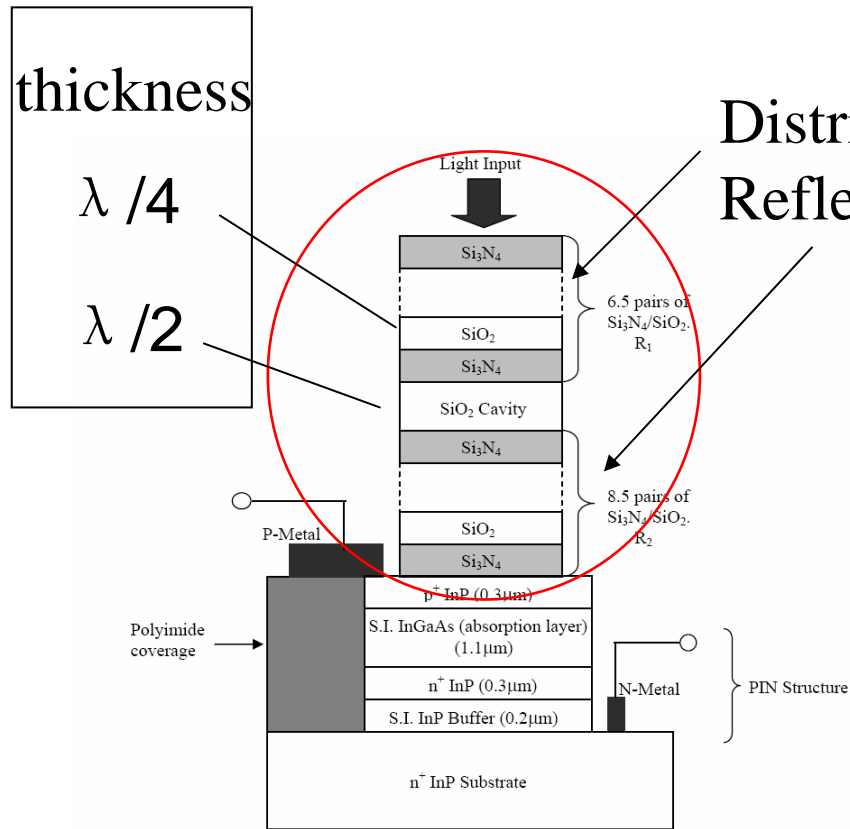 thickness
λ/4
λ/2
Light Input
Si₃N₄
SiO₂
Si₃N₄
SiO₂ Cavity
Si₃N₄
SiO₂
Si₃N₄
6.5 pairs of
Si₃N₄/SiO₂.
R₁
8.5 pairs of
Si₃N₄/SiO₂.
R₂
P-Metal
p⁺ InP (0.3μm)
S.I. InGaAs (absorption layer)
(1.1μm)
n⁺ InP (0.3μm)
S.I. InP Buffer (0.2μm)
n⁺ InP Substrate
Polyimide
coverage
N-Metal
PIN Structure